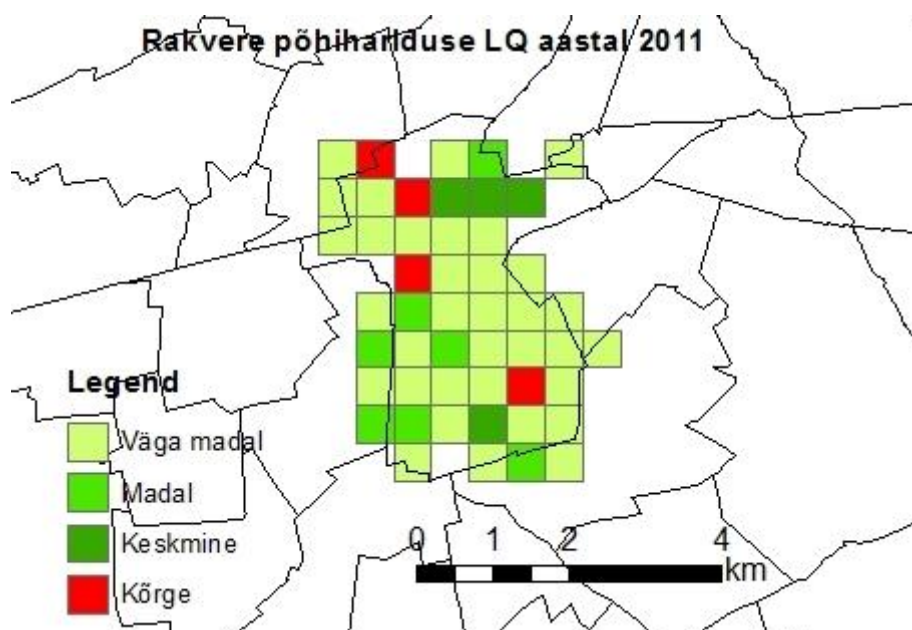 Rakvere põhihariduse LQ aastal 2011
Legend
Väga madal
Madal
Keskmine
Kõrge
0 1 2 4
km